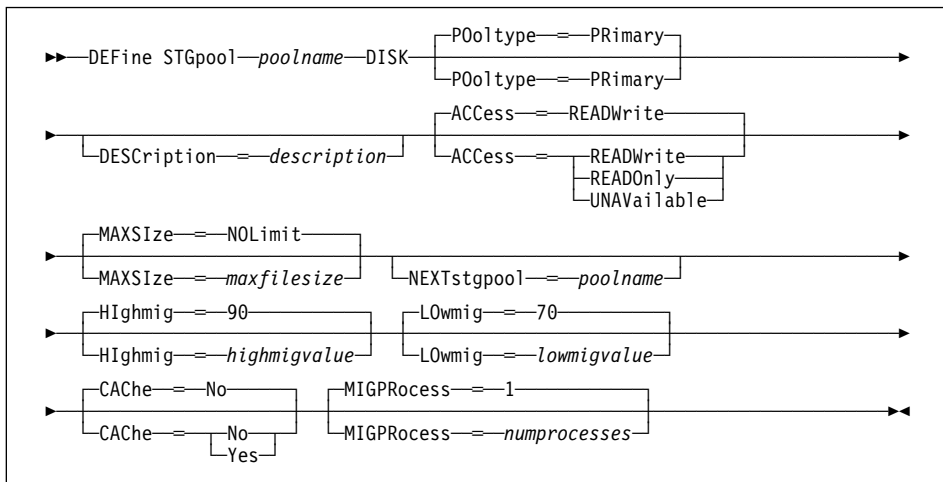 POoltype = PRimary
DEFine STGpool poolname DISK
POoltype = PRimary
ACCess = READWrite
DESCription = description
ACCess = READWrite
READOnly
UNAVailable
MAXSIze = NOLimit
MAXSIze = maxfilesize
NEXTstgpool = poolname
HIghmig = 90
LOwmig = 70
HIghmig = highmigvalue
LOwmig = lowmigvalue
CAChe = No
MIGPRocess = 1
CAChe = No
MIGPRocess = numprocesses
Yes